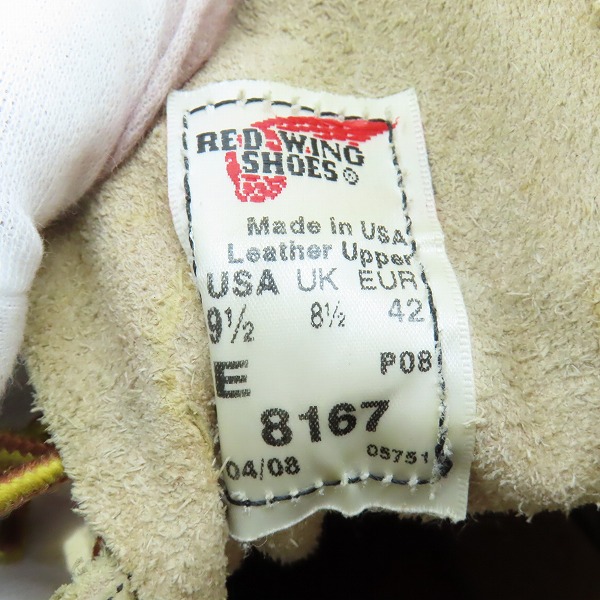 RED WING
SHOES®
Made in USA
Leather Upper
USA UK EUR
9½ 8½ 42
E P08
8167
04/08 05751